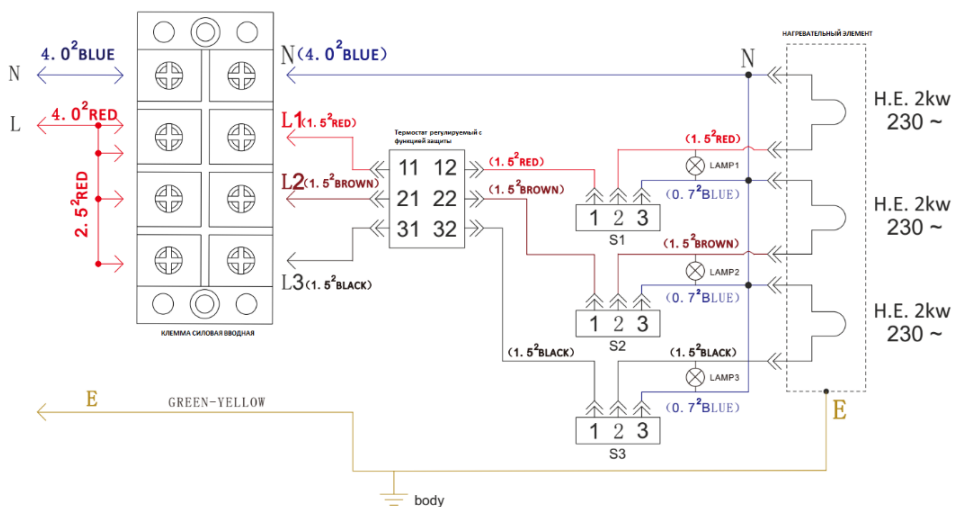 НАГРЕВАТЕЛЬНЫЙ ЭЛЕМЕНТ
4.0²BLUE
N
N(4.0²BLUE)
N
H.E. 2kw
230 ~
4.0²RED
L
L1(1.5²RED)
Термостат регулируемый с
функцией защиты
(1.5²RED)
LAMP1
11 12
(1.5²RED)
2.5²RED
L2(1.5²BROWN)
21 22
(1.5²BROWN)
(0.7²BLUE)
1 2 3
S1
H.E. 2kw
230 ~
31 32
(1.5²BROWN)
LAMP2
L3(1.5²BLACK)
(0.7²BLUE)
1 2 3
S2
H.E. 2kw
230 ~
КЛЕММА СИЛОВАЯ ВВОДНАЯ
(1.5²BLACK)
(1.5²BLACK)
LAMP3
E
GREEN-YELLOW
(0.7²BLUE)
E
1 2 3
S3
body